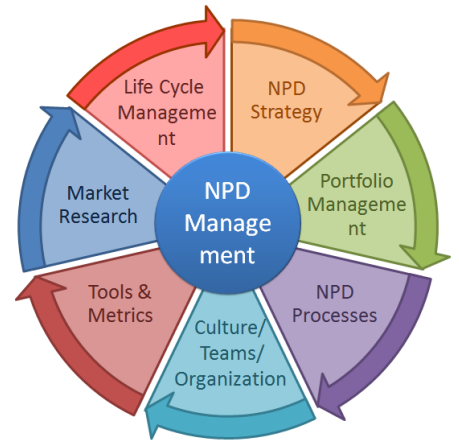 Life Cycle
Manageme
nt
NPD
Strategy
Portfolio
Manageme
nt
NPD
Processes
Culture/
Teams/
Organization
Tools &
Metrics
Market
Research
NPD
Manage
ment